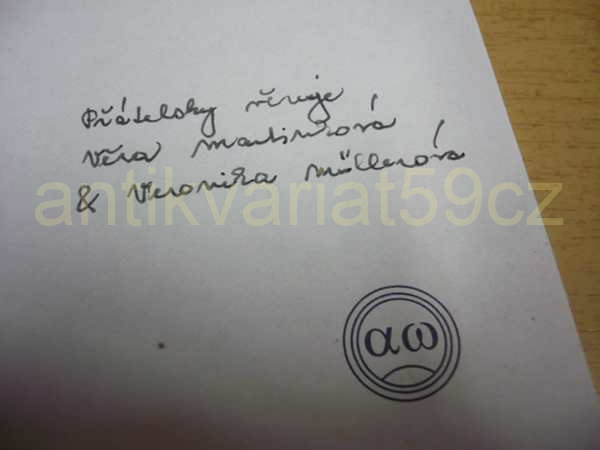 Přátelsky věnuje
Věra Martinková
& Veronika Müllerová
antikvariat59cz
αω